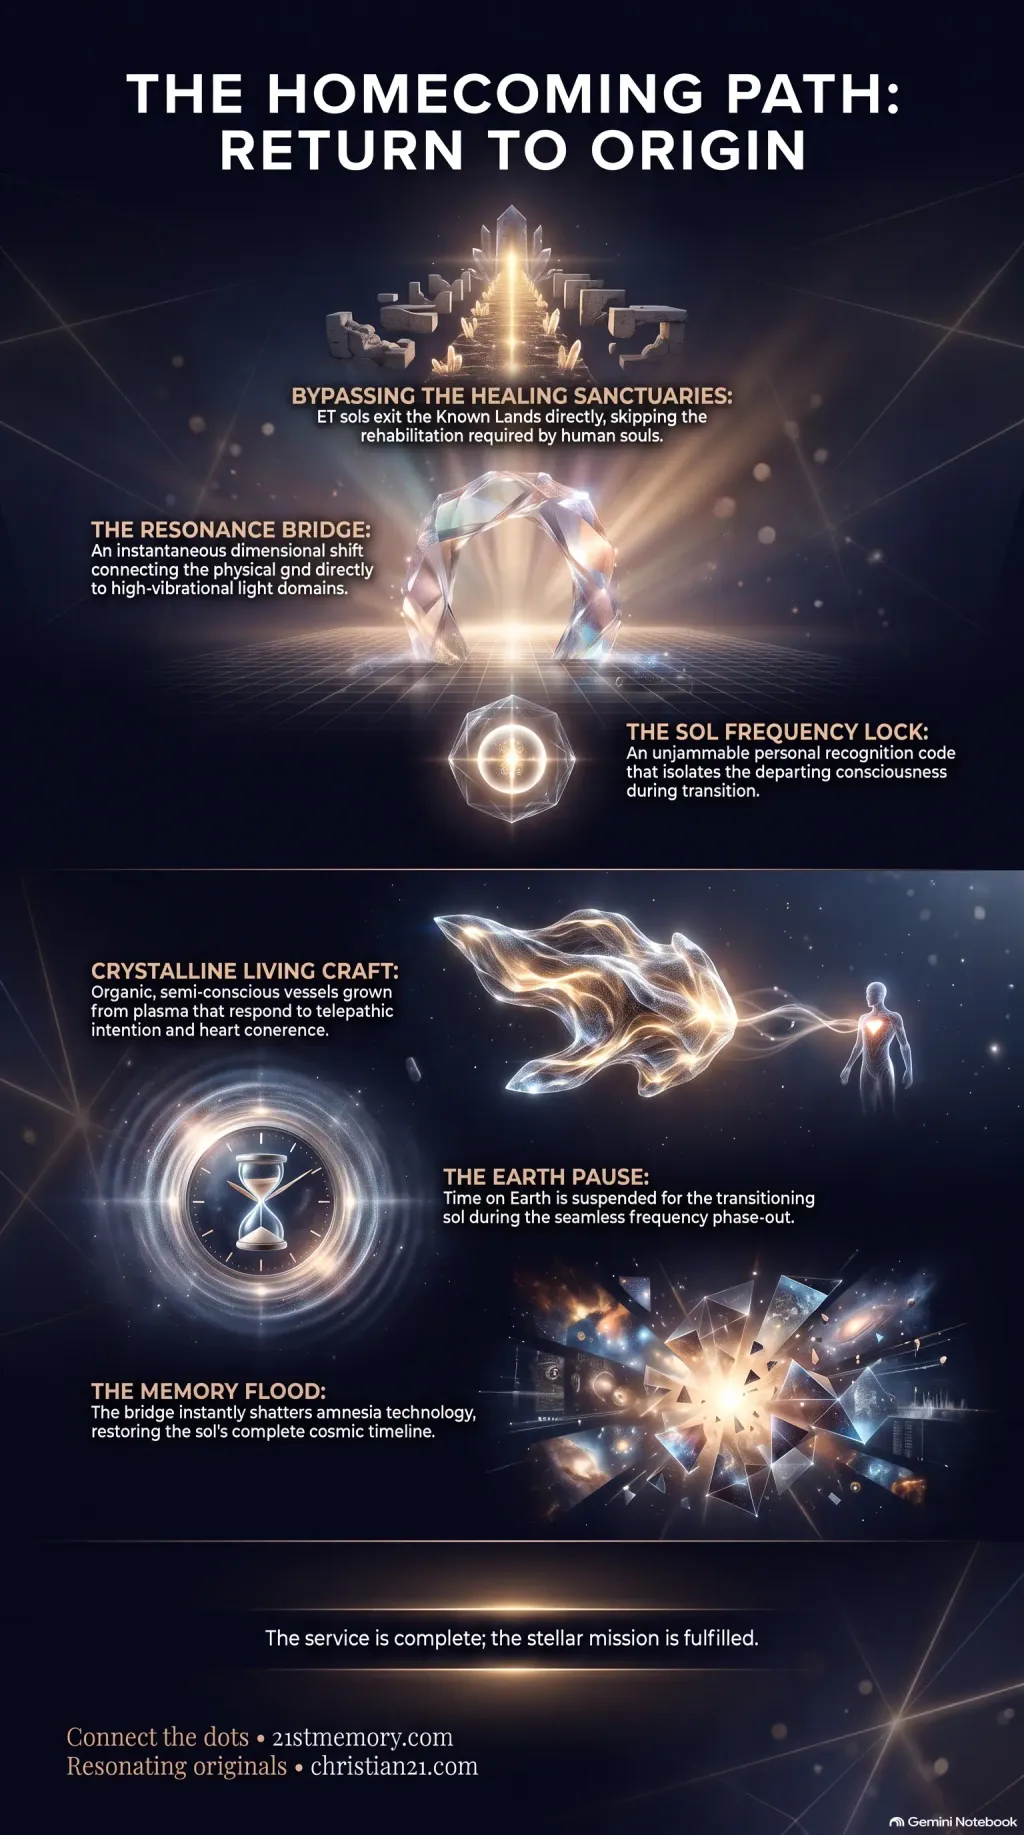 THE HOMECOMING PATH:
RETURN TO ORIGIN
BYPASSING THE HEALING SANCTUARIES:
ET sols exit the Known Lands directly, skipping the
rehabilitation required by human souls.
THE RESONANCE BRIDGE:
An instantaneous dimensional shift
connecting the physical gnd directly
to high-vibrational light domains.
THE SOL FREQUENCY LOCK:
An unjammable personal recognition code
that isolates the departing consciousness
during transition.
CRYSTALLINE LIVING CRAFT:
Organic, semi-conscious vessels grown
from plasma that respond to telepathic
intention and heart conerence.
THE EARTH PAUSE:
Time on Earth is suspended for the transitioning
sol during the seamless frequency phase-out.
THE MEMORY FLOOD:
The bridge instantly shatters amnesia technology,
restoring the sol's complete cosmic timeline.
The service is complete; the stellar mission is fulfilled.
Connect the dots • 21stmemory.com
Resonating originals • christian21.com
Gemini Notebook